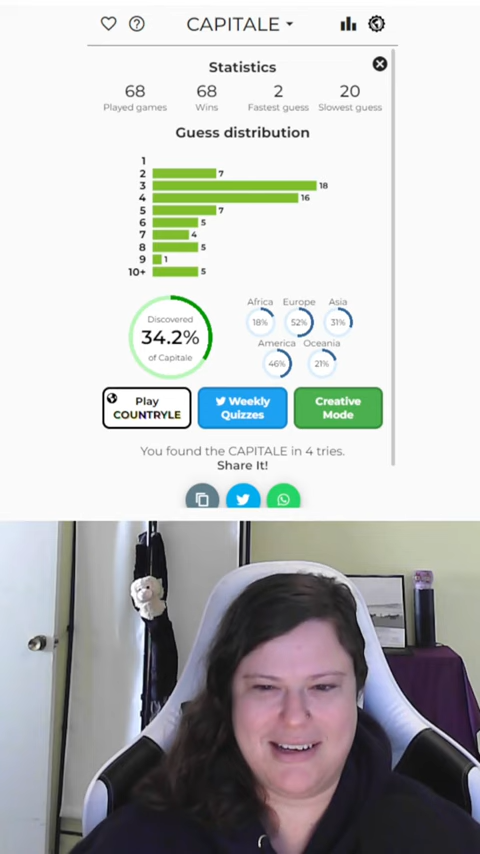 CAPITALE
Statistics
68 68 2 20
Played games Wins Fastest guess Slowest guess
Guess distribution
1
2 7
3 18
4 16
5 7
6 5
7 4
8 5
9 1
10+ 5
Discovered
34.2%
of Capitale
Africa Europe Asia
18% 52% 31%
America Oceania
46% 21%
Play
COUNTRYLE
Weekly
Quizzes
Creative
Mode
You found the CAPITALE in 4 tries.
Share It!